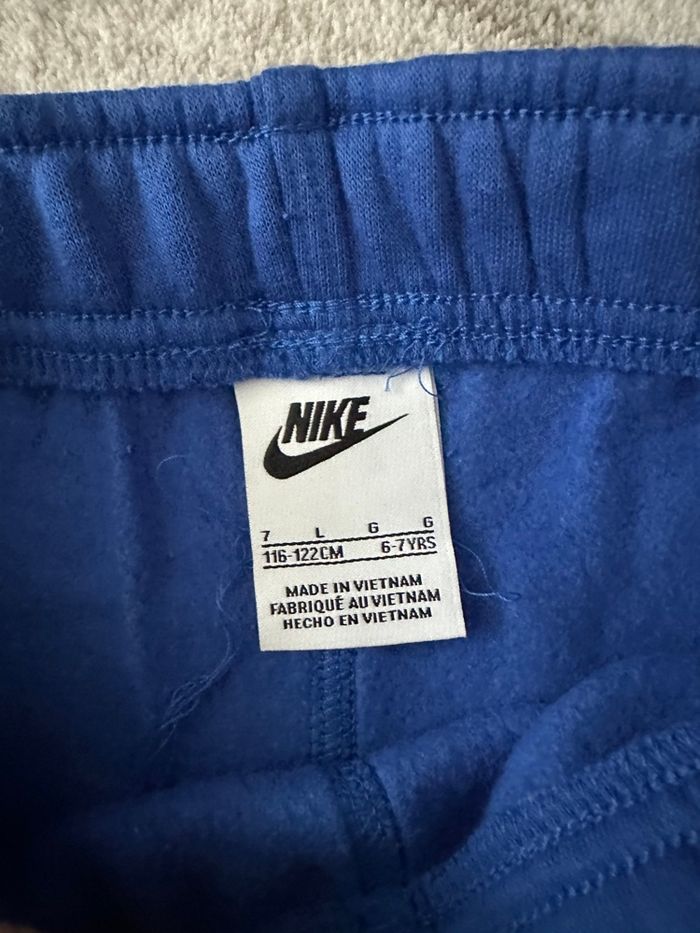 NIKE
7 L G G
116-122CM 6-7YRS
MADE IN VIETNAM
FABRIQUÉ AU VIETNAM
HECHO EN VIETNAM